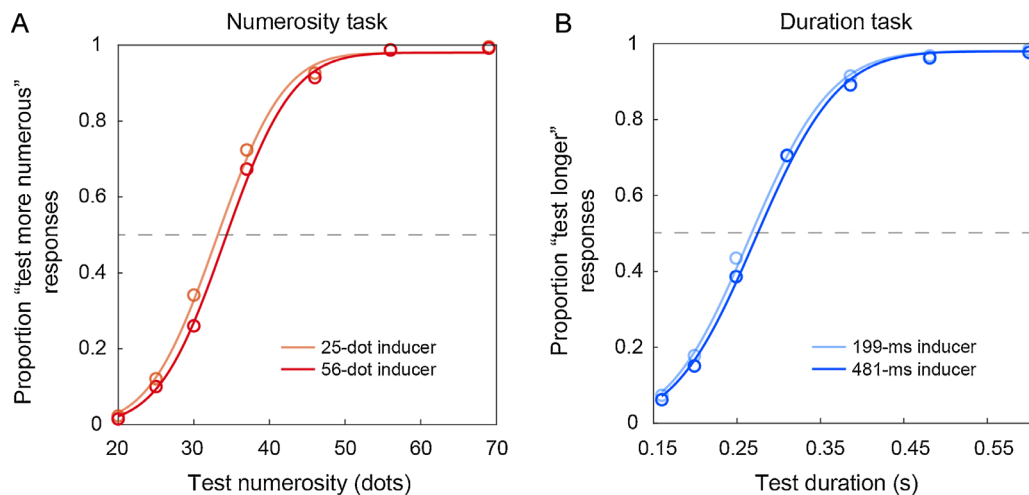 A
Numerosity task
Proportion “test more numerous”
responses
1
0.8
0.6
0.4
0.2
0
25-dot inducer
56-dot inducer
20 30 40 50 60 70
Test numerosity (dots)
B
Duration task
Proportion “test longer”
responses
1
0.8
0.6
0.4
0.2
0
199-ms inducer
481-ms inducer
0.15 0.25 0.35 0.45 0.55
Test duration (s)